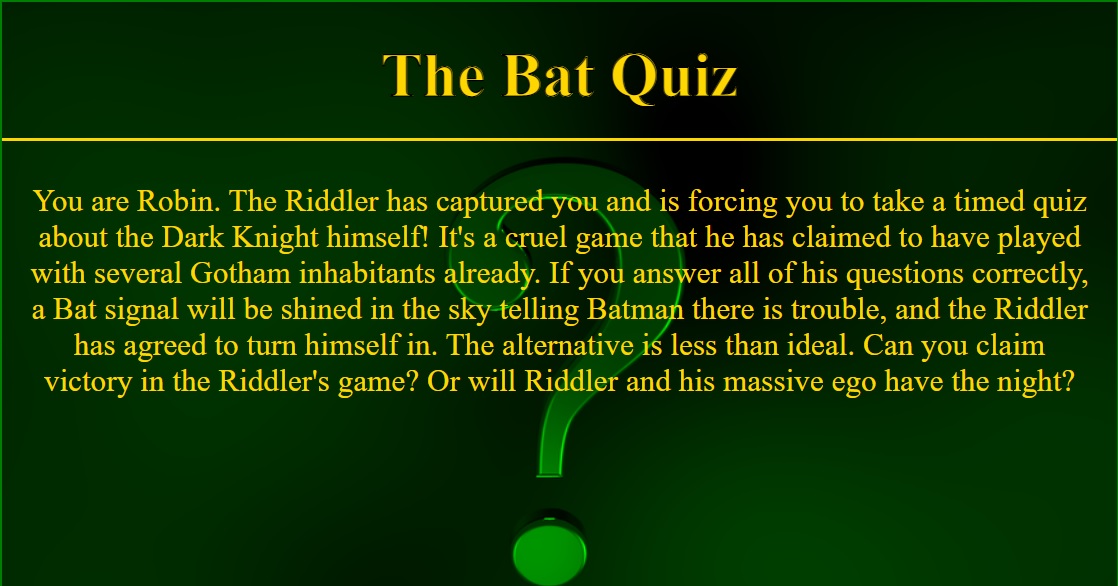 The Bat Quiz
You are Robin. The Riddler has captured you and is forcing you to take a timed quiz
about the Dark Knight himself! It's a cruel game that he has claimed to have played
with several Gotham inhabitants already. If you answer all of his questions correctly,
a Bat signal will be shined in the sky telling Batman there is trouble, and the Riddler
has agreed to turn himself in. The alternative is less than ideal. Can you claim
victory in the Riddler's game? Or will Riddler and his massive ego have the night?